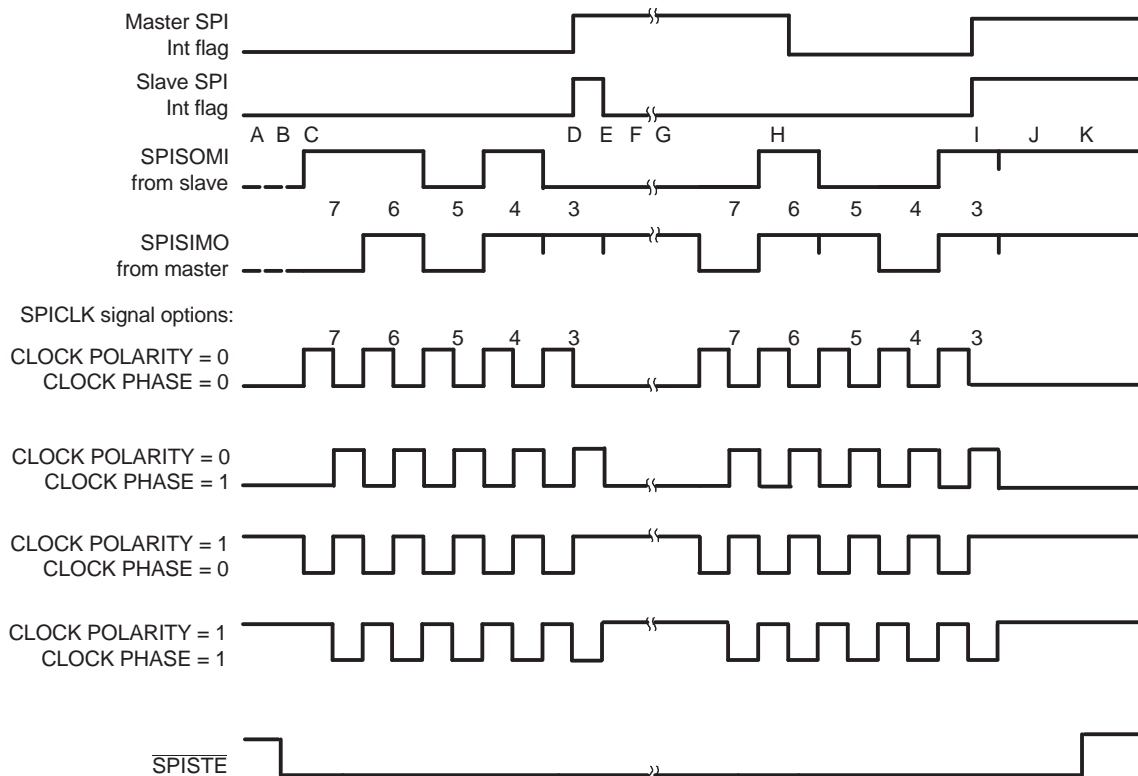 Master SPI
Int flag
Slave SPI
Int flag
A B C D E F G H I J K
SPISOMI
from slave
7 6 5 4 3 7 6 5 4 3
SPISIMO
from master
SPICLK signal options:
7 6 5 4 3 7 6 5 4 3
CLOCK POLARITY = 0
CLOCK PHASE = 0
CLOCK POLARITY = 0
CLOCK PHASE = 1
CLOCK POLARITY = 1
CLOCK PHASE = 0
CLOCK POLARITY = 1
CLOCK PHASE = 1
SPISTE